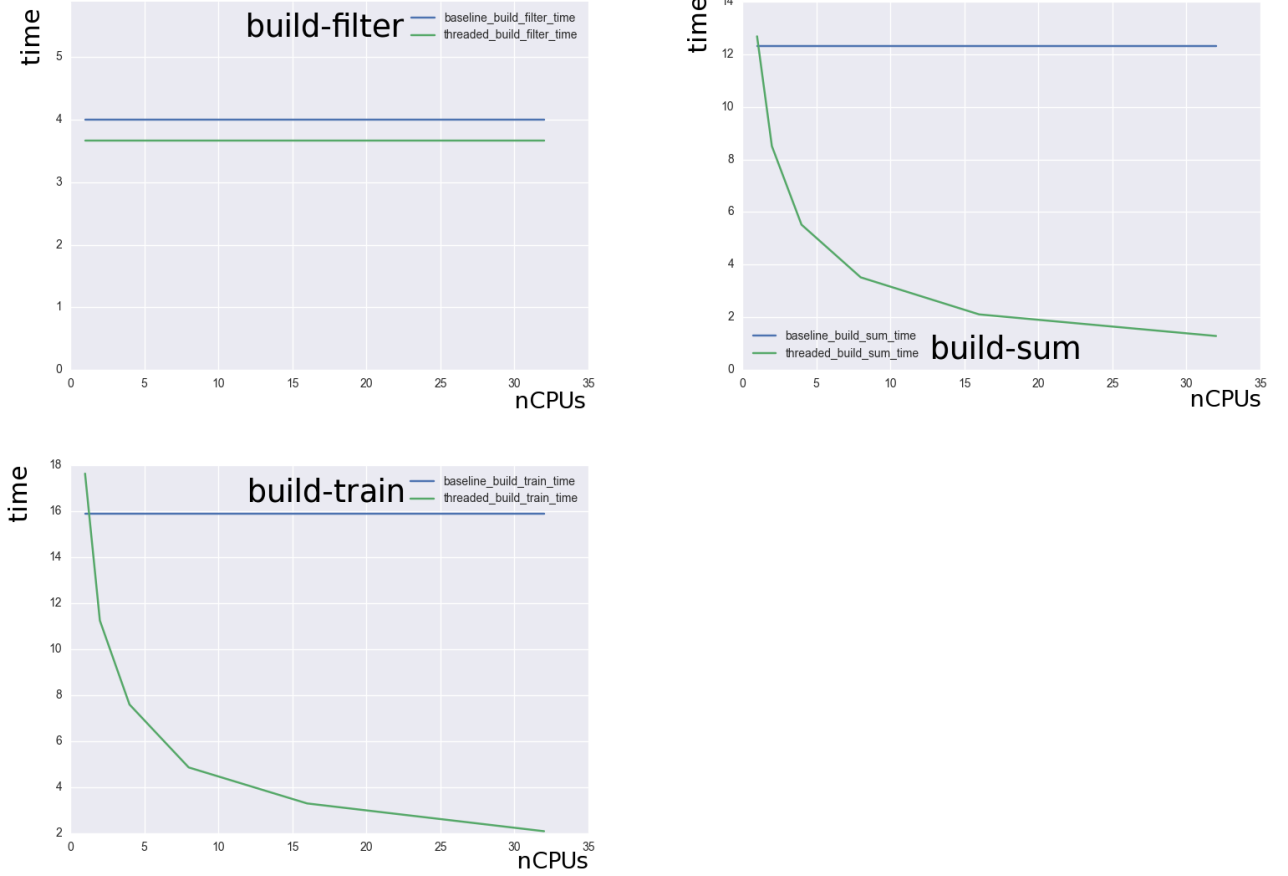 time
build-filter
baseline_build_filter_time
threaded_build_filter_time
5
4
3
2
1
0
0 5 10 15 20 25 30 35
nCPUs
time
14
12
10
8
6
4
2
0
baseline_build_sum_time
threaded_build_sum_time
build-sum
0 5 10 15 20 25 30 35
nCPUs
time
build-train
baseline_build_train_time
threaded_build_train_time
18
16
14
12
10
8
6
4
2
0 5 10 15 20 25 30 35
nCPUs